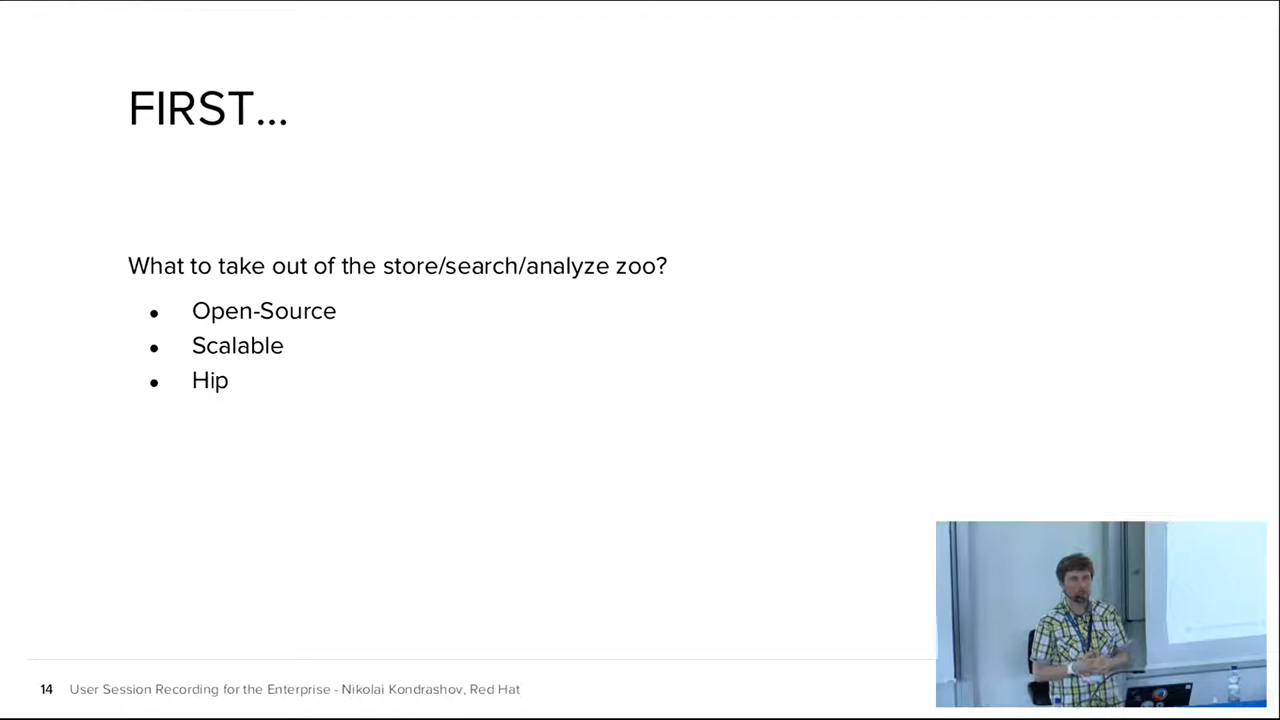 FIRST...
What to take out of the store/search/analyze zoo?
● Open-Source
● Scalable
● Hip
14 User Session Recording for the Enterprise - Nikolai Kondrashov, Red Hat